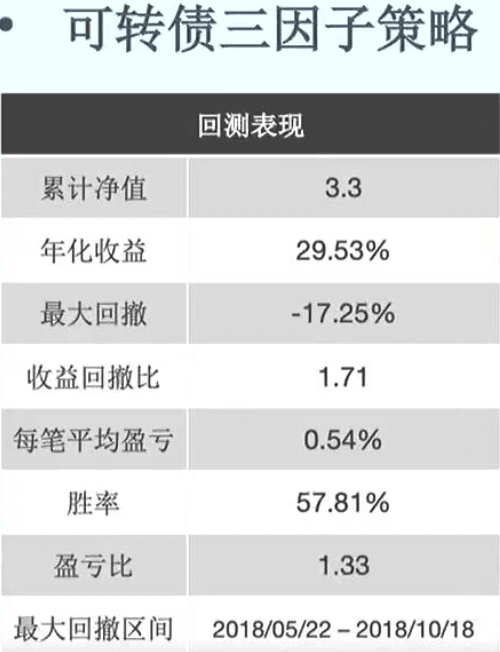 • 可转债三因子策略
回测表现
累计净值 3.3
年化收益 29.53%
最大回撤 -17.25%
收益回撤比 1.71
每笔平均盈亏 0.54%
胜率 57.81%
盈亏比 1.33
最大回撤区间 2018/05/22 – 2018/10/18